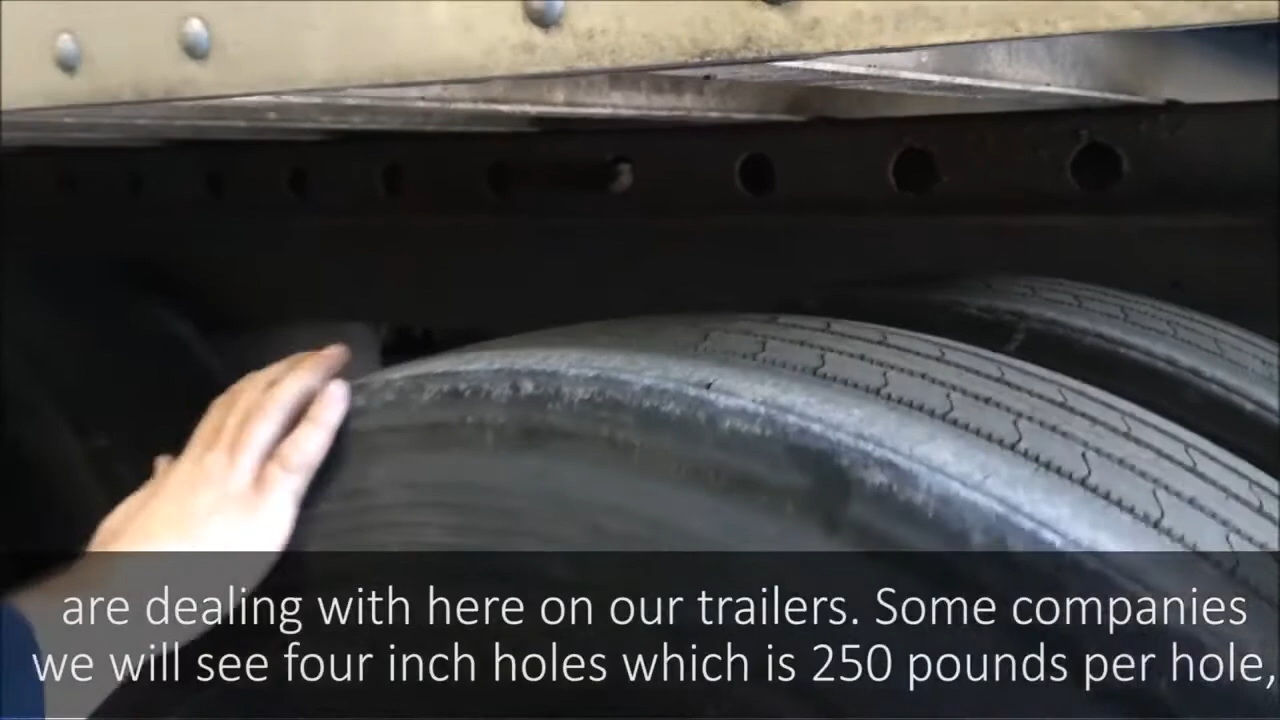 are dealing with here on our trailers. Some companies
we will see four inch holes which is 250 pounds per hole,